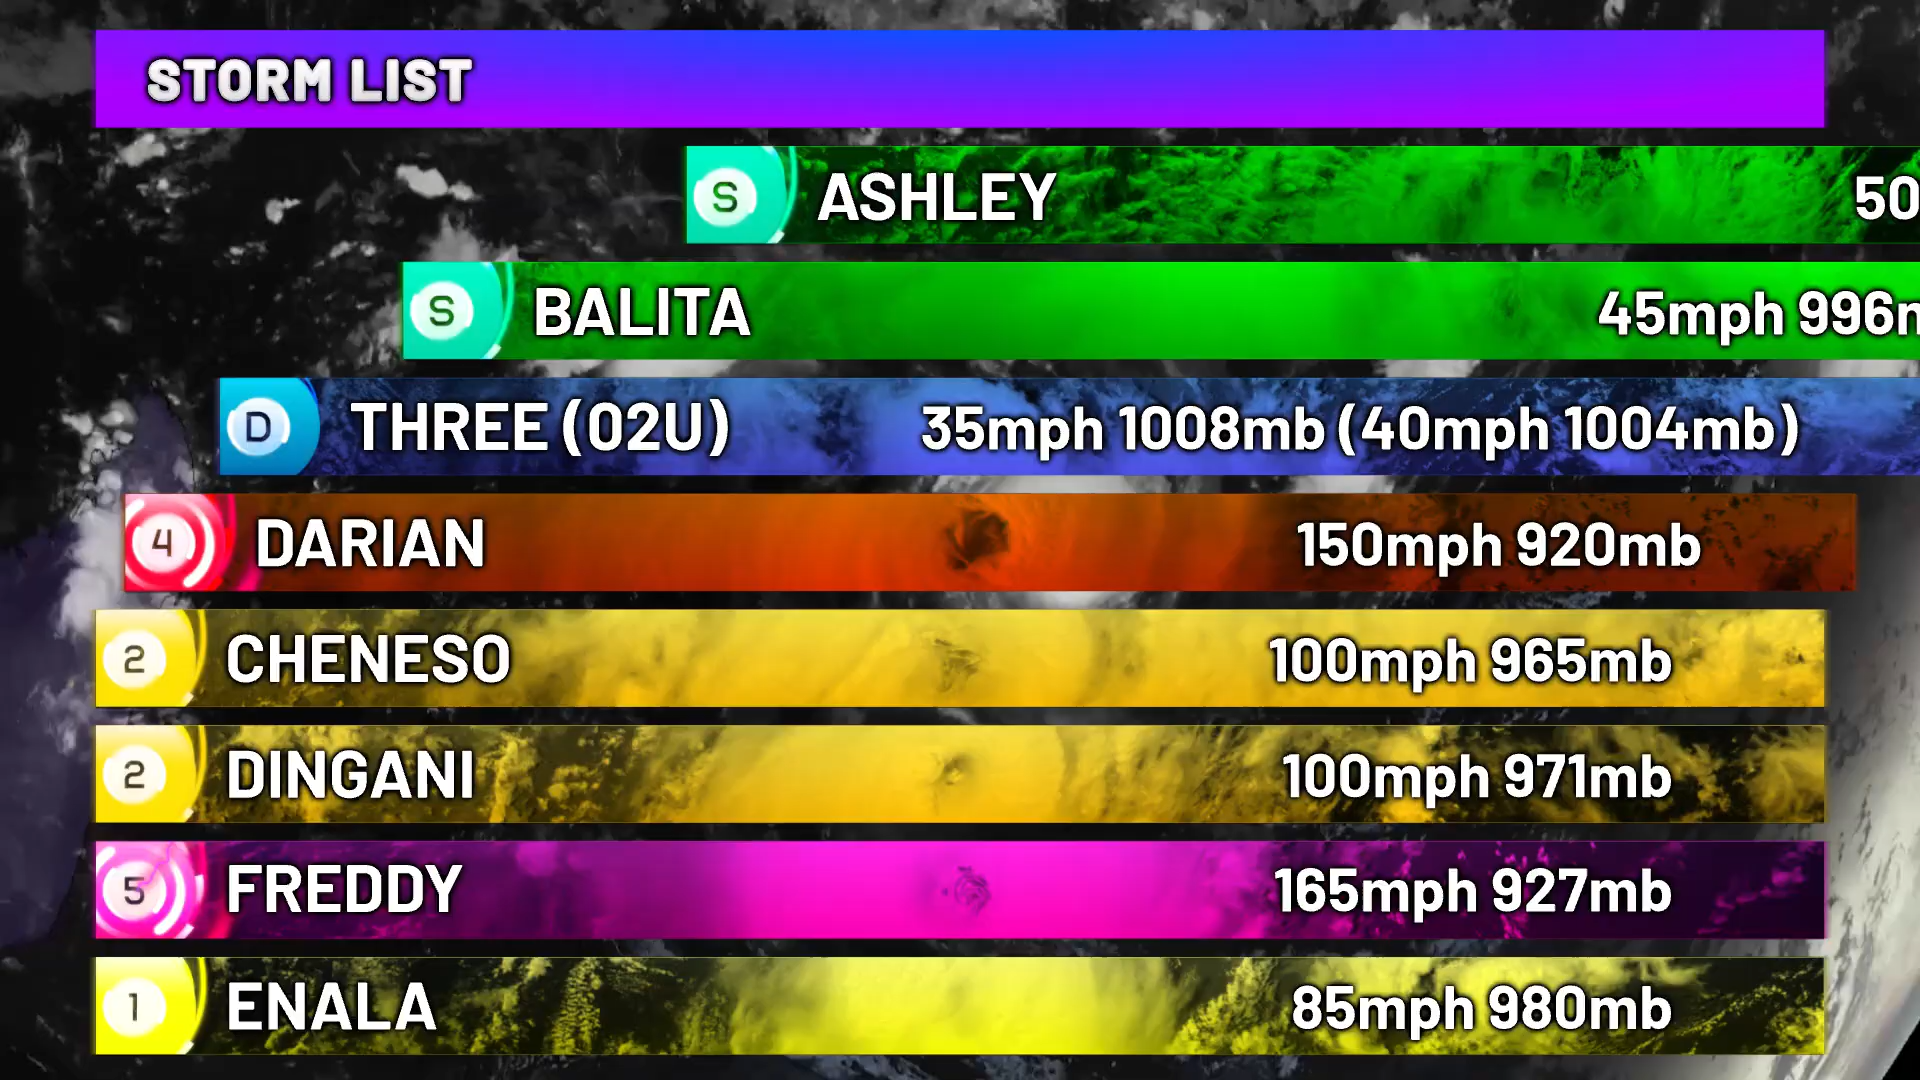 STORM LIST
S ASHLEY 50
S BALITA 45mph 996m
D THREE (02U) 35mph 1008mb (40mph 1004mb)
4 DARIAN 150mph 920mb
2 CHENESO 100mph 965mb
2 DINGANI 100mph 971mb
5 FREDDY 165mph 927mb
1 ENALA 85mph 980mb